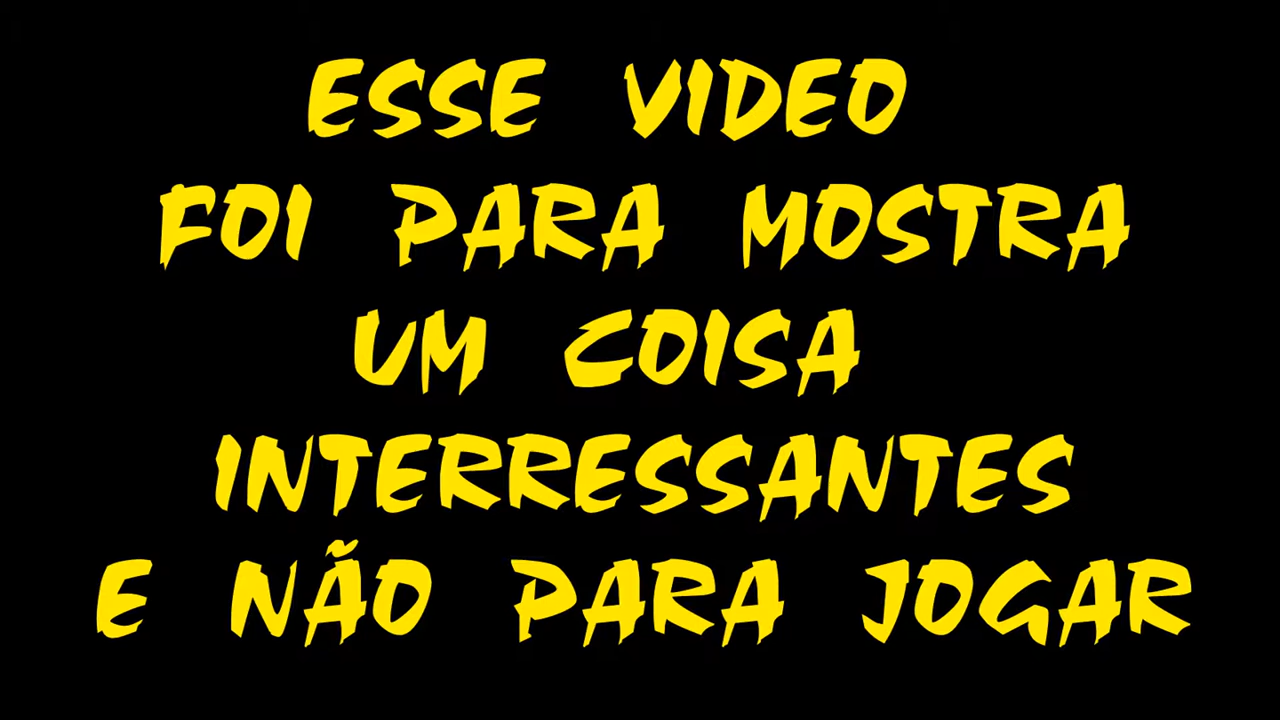 ESSE VIDEO
FOI PARA MOSTRA
UM COISA
INTERRESSANTES
E NÃO PARA JOGAR